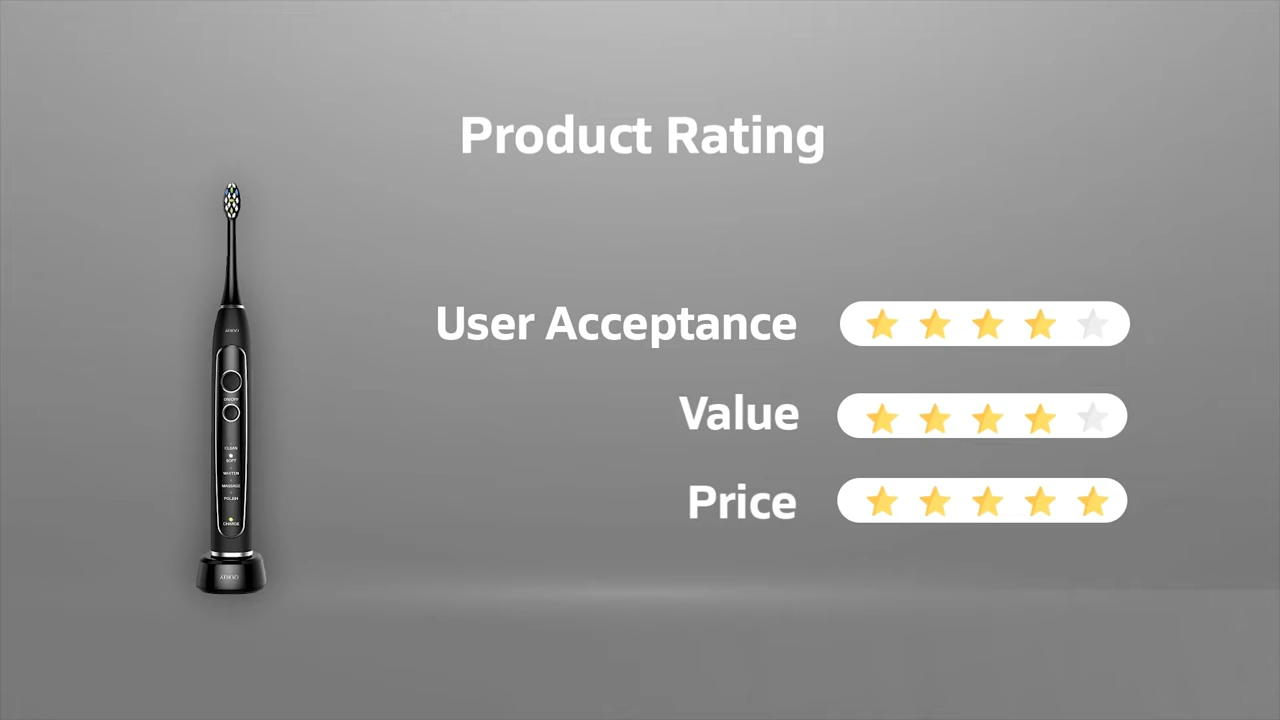 Product Rating
User Acceptance
Value
Price
ON/OFF
CLEAN
SOFT
WHITEN
MASSAGE
POLISH
CHARGE